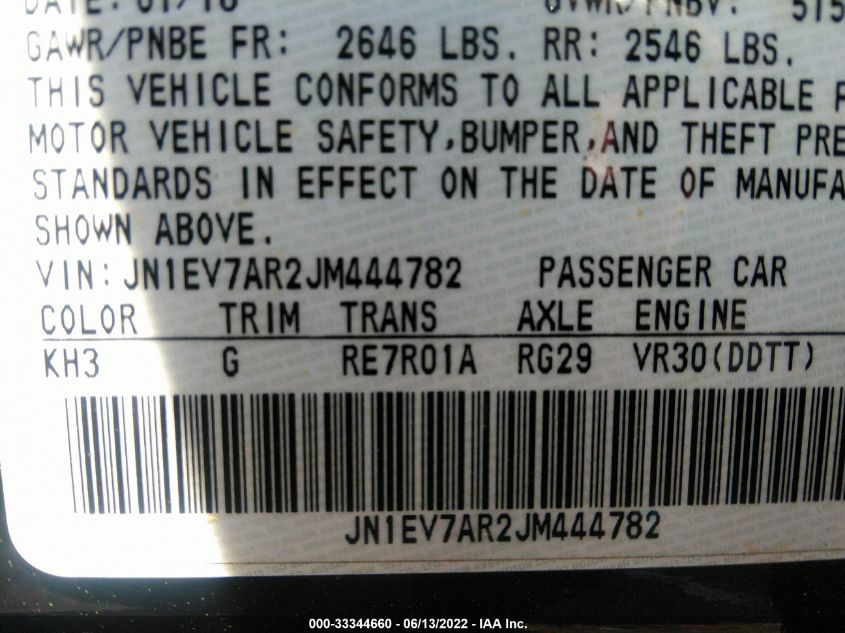 GAWR/PNBE FR: 2646 LBS. RR: 2546 LBS.
THIS VEHICLE CONFORMS TO ALL APPLICABLE
MOTOR VEHICLE SAFETY,BUMPER,AND THEFT PRE
STANDARDS IN EFFECT ON THE DATE OF MANUFA
SHOWN ABOVE.
VIN:JN1EV7AR2JM444782 PASSENGER CAR
COLOR TRIM TRANS AXLE ENGINE
KH3 G RE7R01A RG29 VR30(DDTT)
JN1EV7AR2JM444782
000-33344660 - 06/13/2022 - IAA Inc.